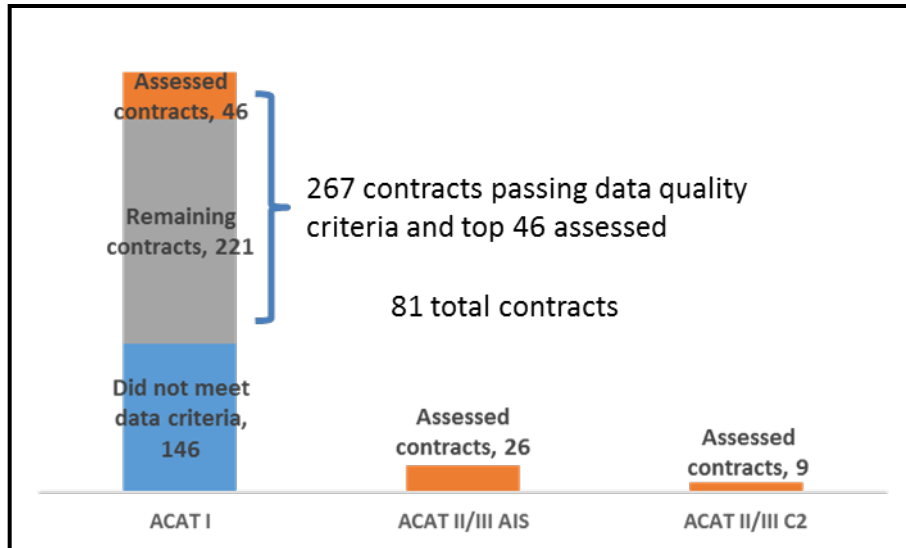 Assessed
contracts, 46
Remaining
contracts, 221
Did not meet
data criteria,
146
267 contracts passing data quality
criteria and top 46 assessed
81 total contracts
Assessed
contracts, 26
Assessed
contracts, 9
ACAT I
ACAT II/III AIS
ACAT II/III C2